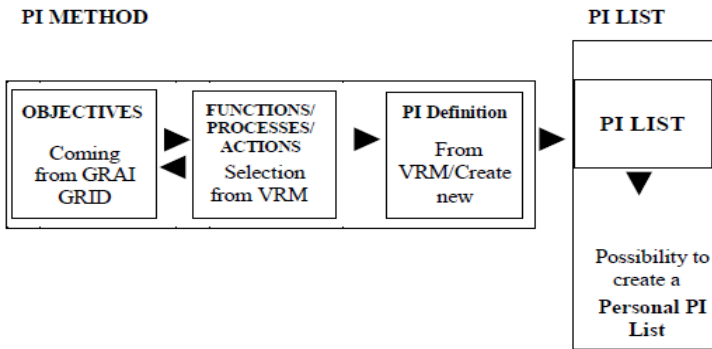 PI METHOD
PI LIST
OBJECTIVES
Coming
from GRAI
GRID
FUNCTIONS/
PROCESSES/
ACTIONS
Selection
from VRM
PI Definition
From
VRM/Create
new
PI LIST
Possibility to
create a
Personal PI
List